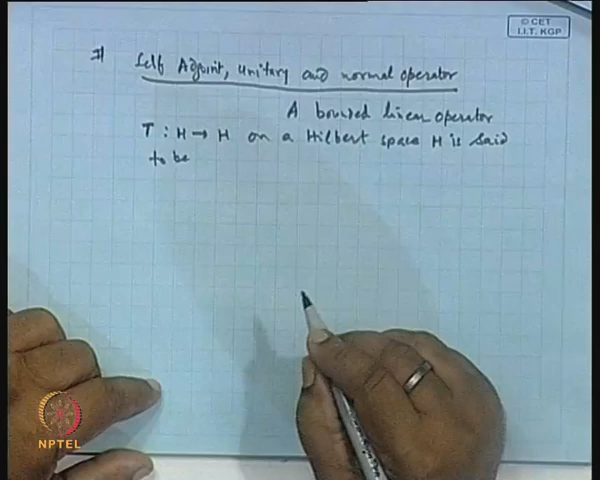 © CET
I.I.T. KGP
# Self Adjoint, Unitary and normal operator
A bounded linear operator
T : H → H on a Hilbert space H is said
to be
NPTEL